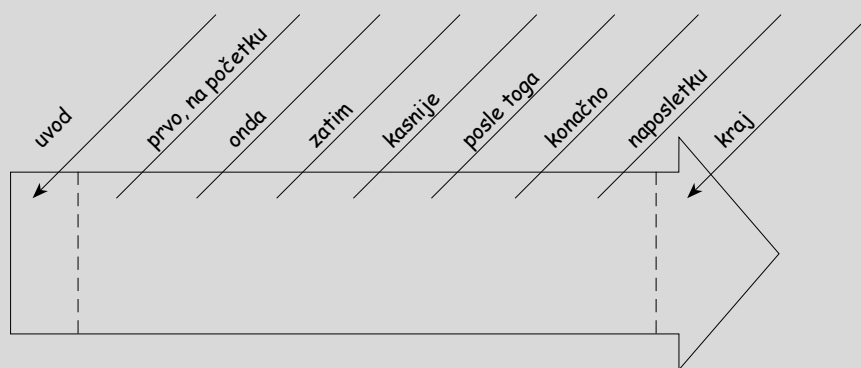 uvod
prvo, na početku
onda
zatim
kasnije
posle toga
konačno
naposletku
kraj